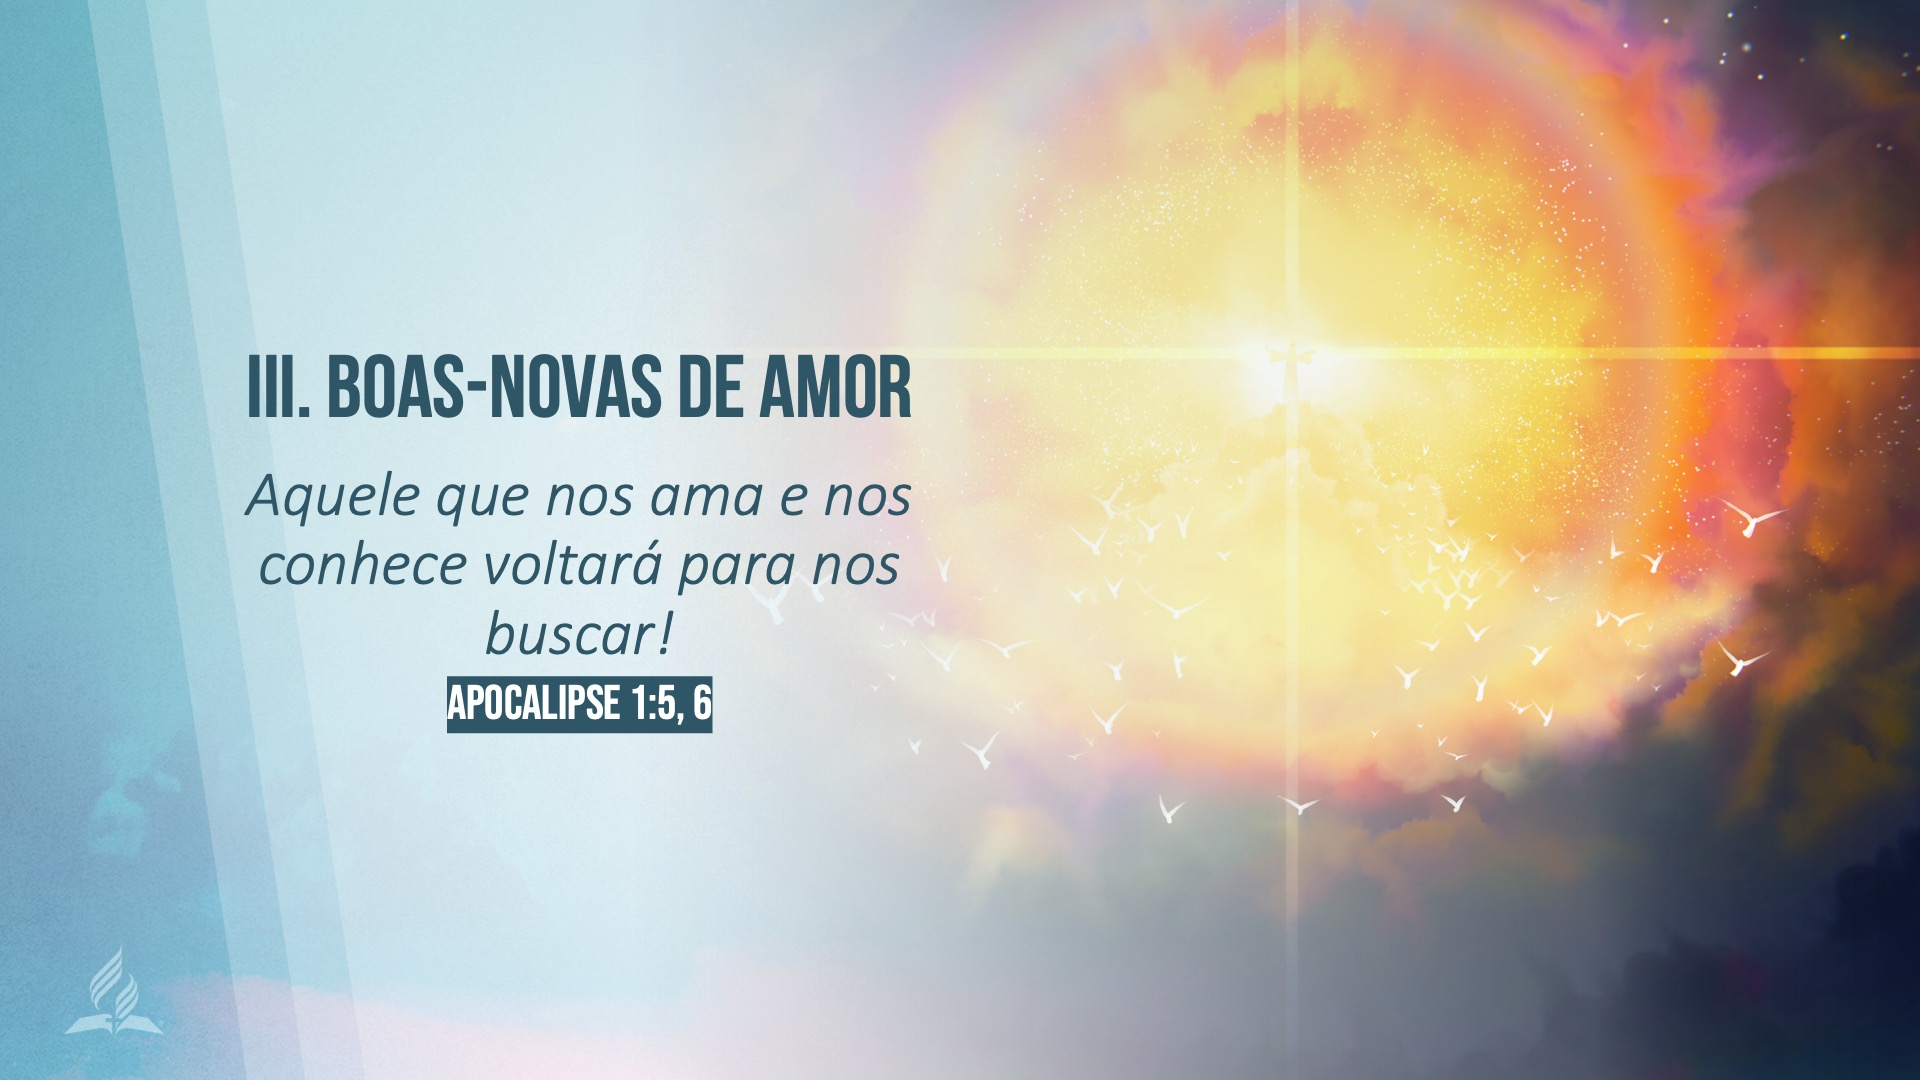 III. BOAS-NOVAS DE AMOR
Aquele que nos ama e nos
conhece voltará para nos
buscar!
APOCALIPSE 1:5, 6